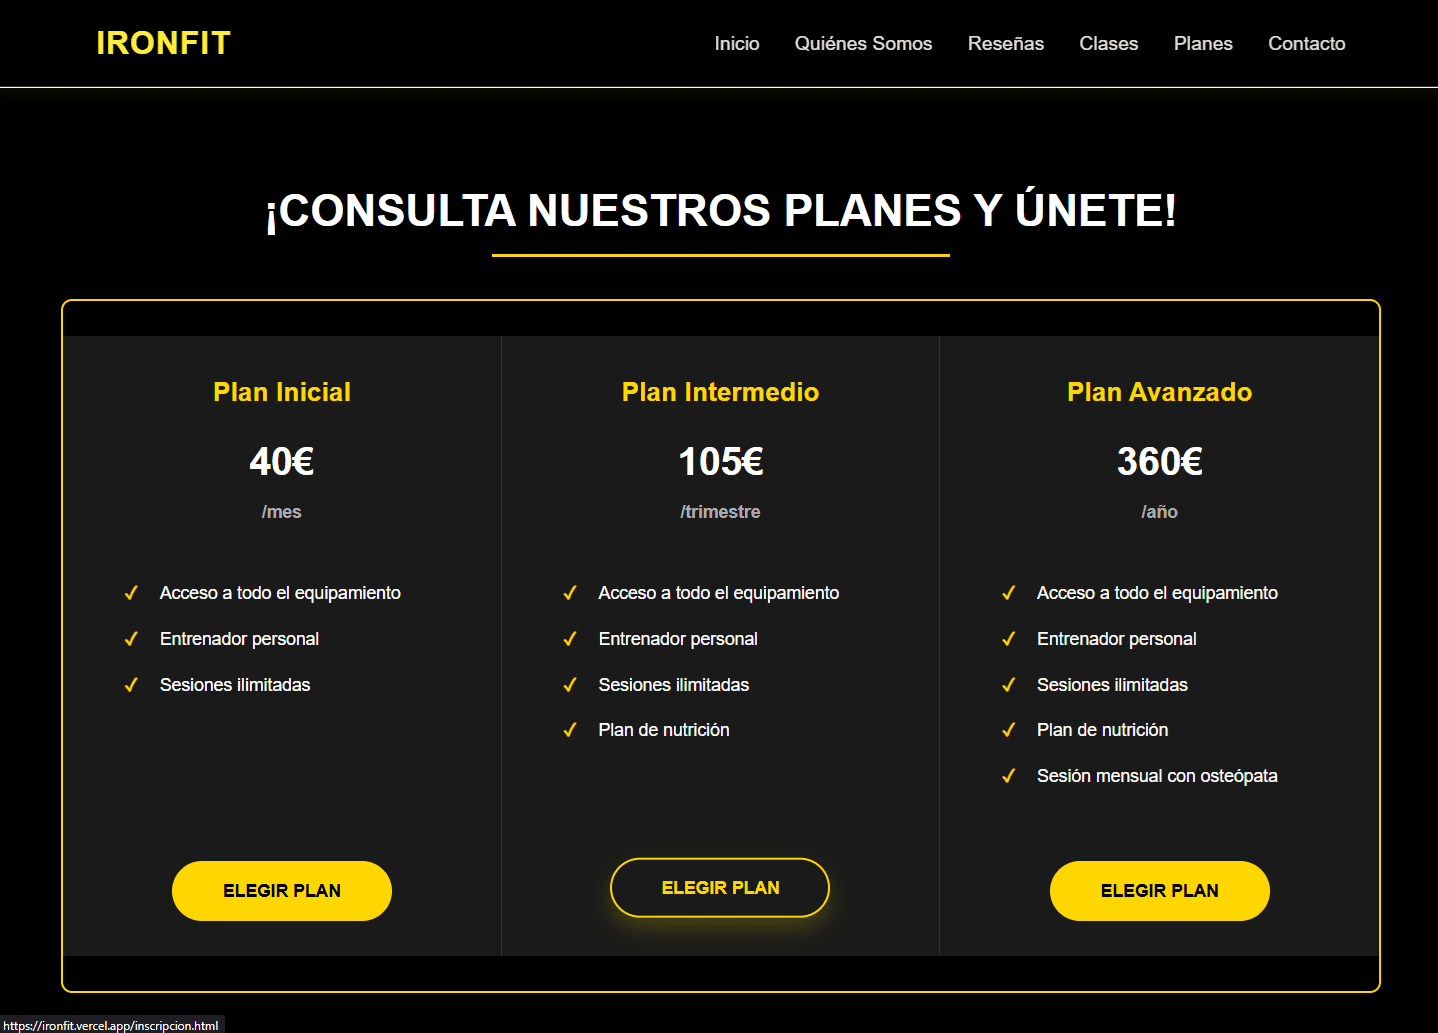 IRONFIT
Inicio Quiénes Somos Reseñas Clases Planes Contacto
¡CONSULTA NUESTROS PLANES Y ÚNETE!
Plan Inicial
40€
/mes
Acceso a todo el equipamiento
Entrenador personal
Sesiones ilimitadas
ELEGIR PLAN
Plan Intermedio
105€
/trimestre
Acceso a todo el equipamiento
Entrenador personal
Sesiones ilimitadas
Plan de nutrición
ELEGIR PLAN
Plan Avanzado
360€
/año
Acceso a todo el equipamiento
Entrenador personal
Sesiones ilimitadas
Plan de nutrición
Sesión mensual con osteópata
ELEGIR PLAN
https://ironfit.vercel.app/inscripcion.html